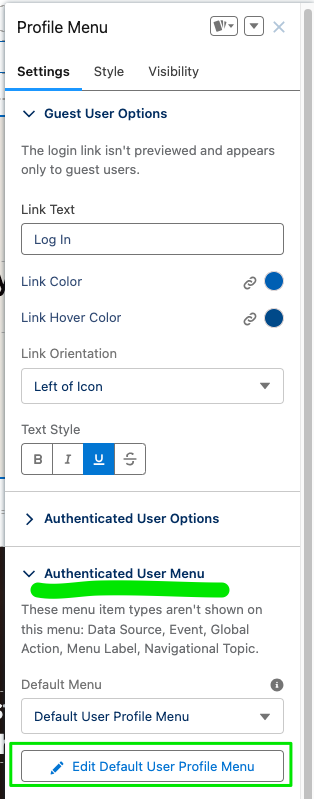 Profile Menu
Settings Style Visibility
Guest User Options
The login link isn't previewed and appears
only to guest users.
Link Text
Log In
Link Color
Link Hover Color
Link Orientation
Left of Icon
Text Style
B I U S
Authenticated User Options
Authenticated User Menu
These menu item types aren't shown on
this menu: Data Source, Event, Global
Action, Menu Label, Navigational Topic.
Default Menu
Default User Profile Menu
Edit Default User Profile Menu